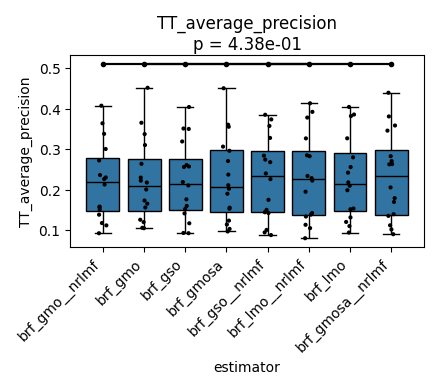 TT_average_precision
p = 4.38e-01
TT_average_precision
0.5
0.4
0.3
0.2
0.1
brf_gmo__nrlmf
brf_gmo
brf_gso
brf_gmosa
brf_gso__nrlmf
brf_lmo__nrlmf
brf_lmo
brf_gmosa__nrlmf
estimator